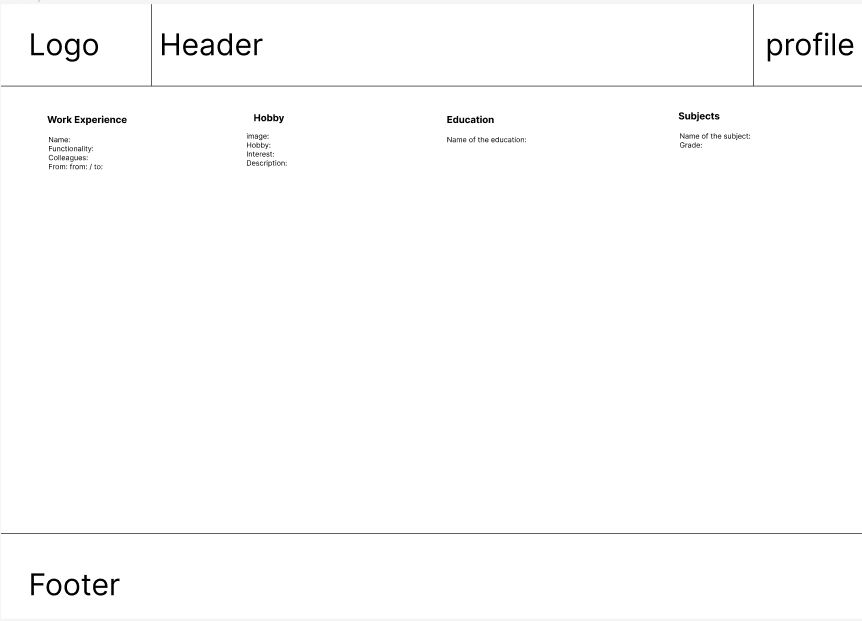 Logo
Header
profile
Work Experience
Name:
Functionality:
Colleagues:
From: from: / to:
Hobby
image:
Hobby:
Interest:
Description:
Education
Name of the education:
Subjects
Name of the subject:
Grade:
Footer